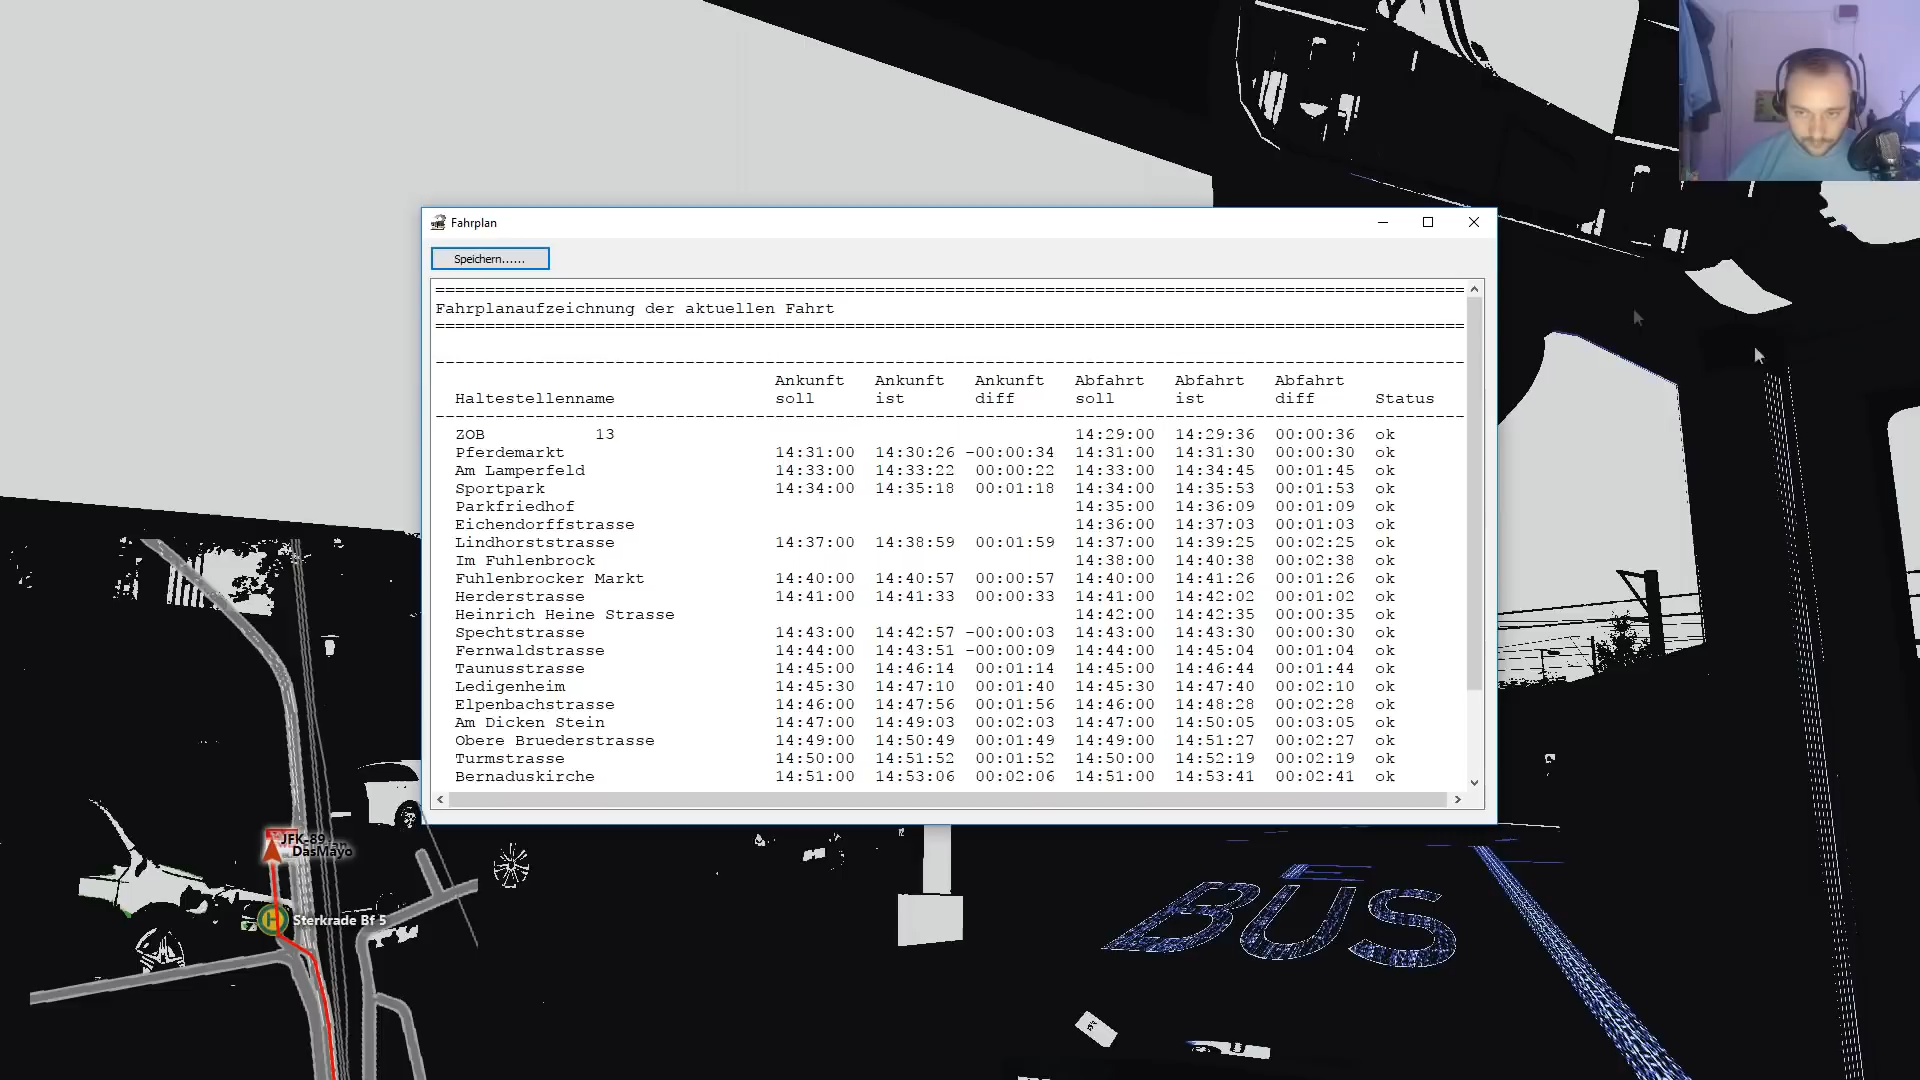 Fahrplan
Speichern......
====================================================================================================
Fahrplanaufzeichnung der aktuellen Fahrt
====================================================================================================
----------------------------------------------------------------------------------------------------
Ankunft Ankunft Ankunft Abfahrt Abfahrt Abfahrt
Haltestellenname soll ist diff soll ist diff Status
----------------------------------------------------------------------------------------------------
ZOB 13 14:29:00 14:29:36 00:00:36 ok
Pferdemarkt 14:31:00 14:30:26 -00:00:34 14:31:00 14:31:30 00:00:30 ok
Am Lamperfeld 14:33:00 14:33:22 00:00:22 14:33:00 14:34:45 00:01:45 ok
Sportpark 14:34:00 14:35:18 00:01:18 14:34:00 14:35:53 00:01:53 ok
Parkfriedhof 14:35:00 14:36:09 00:01:09 ok
Eichendorffstrasse 14:36:00 14:37:03 00:01:03 ok
Lindhorststrasse 14:37:00 14:38:59 00:01:59 14:37:00 14:39:25 00:02:25 ok
Im Fuhlenbrock 14:38:00 14:40:38 00:02:38 ok
Fuhlenbrocker Markt 14:40:00 14:40:57 00:00:57 14:40:00 14:41:26 00:01:26 ok
Herderstrasse 14:41:00 14:41:33 00:00:33 14:41:00 14:42:02 00:01:02 ok
Heinrich Heine Strasse 14:42:00 14:42:35 00:00:35 ok
Spechtstrasse 14:43:00 14:42:57 -00:00:03 14:43:00 14:43:30 00:00:30 ok
Fernwaldstrasse 14:44:00 14:43:51 -00:00:09 14:44:00 14:45:04 00:01:04 ok
Taunusstrasse 14:45:00 14:46:14 00:01:14 14:45:00 14:46:44 00:01:44 ok
Ledigenheim 14:45:30 14:47:10 00:01:40 14:45:30 14:47:40 00:02:10 ok
Elpenbachstrasse 14:46:00 14:47:56 00:01:56 14:46:00 14:48:28 00:02:28 ok
Am Dicken Stein 14:47:00 14:49:03 00:02:03 14:47:00 14:50:05 00:03:05 ok
Obere Bruederstrasse 14:49:00 14:50:49 00:01:49 14:49:00 14:51:27 00:02:27 ok
Turmstrasse 14:50:00 14:51:52 00:01:52 14:50:00 14:52:19 00:02:19 ok
Bernaduskirche 14:51:00 14:53:06 00:02:06 14:51:00 14:53:41 00:02:41 ok
JFK-89
DasMayo
H Sterkrade Bf 5
BUS